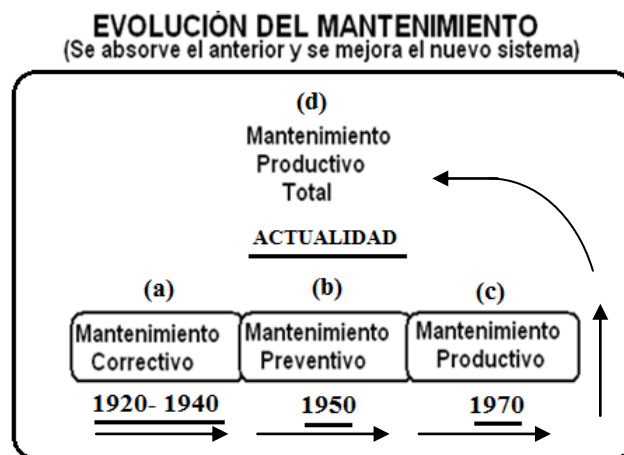 EVOLUCIÓN DEL MANTENIMIENTO
(Se absorve el anterior y se mejora el nuevo sistema)
(d)
Mantenimiento
Productivo
Total
ACTUALIDAD
(a)
Mantenimiento
Correctivo
1920- 1940
(b)
Mantenimiento
Preventivo
1950
(c)
Mantenimiento
Productivo
1970